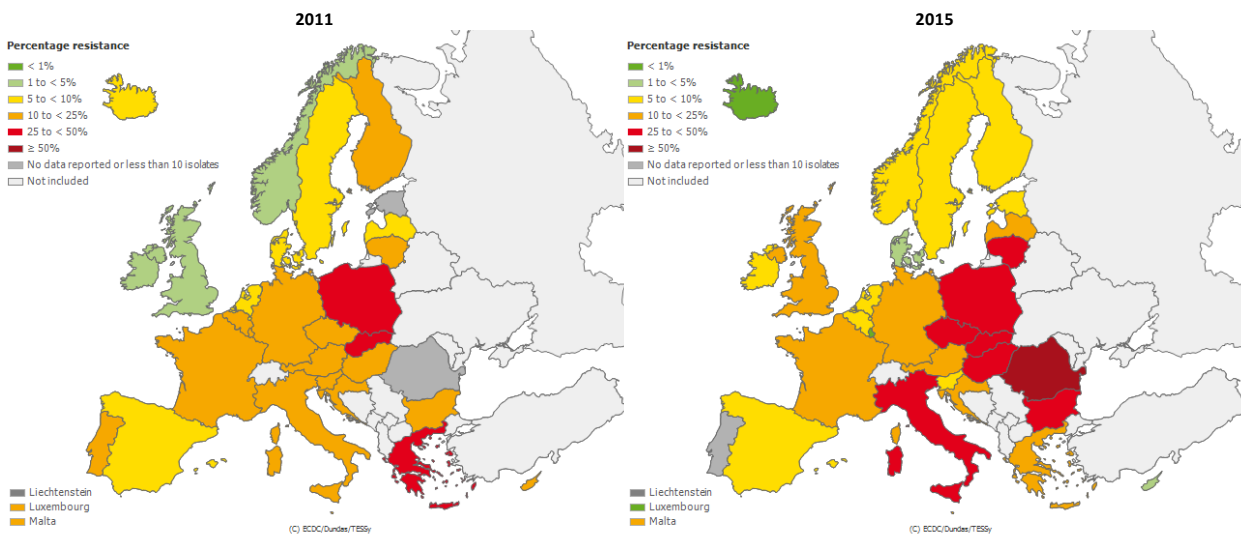 2011
Percentage resistance
< 1%
1 to < 5%
5 to < 10%
10 to < 25%
25 to < 50%
≥ 50%
No data reported or less than 10 isolates
Not included
Liechtenstein
Luxembourg
Malta
(C) ECDC/Dundas/TESSy
2015
Percentage resistance
< 1%
1 to < 5%
5 to < 10%
10 to < 25%
25 to < 50%
≥ 50%
No data reported or less than 10 isolates
Not included
Liechtenstein
Luxembourg
Malta
(C) ECDC/Dundas/TESSy